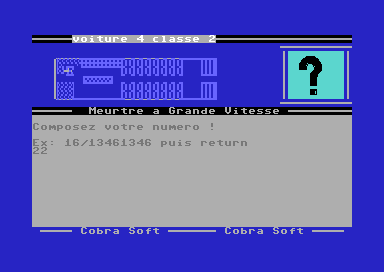 voiture 4 classe 2
?
Meurtre a Grande Vitesse
Composez votre numero !
Ex: 16/13461346 puis return
22
Cobra Soft Cobra Soft